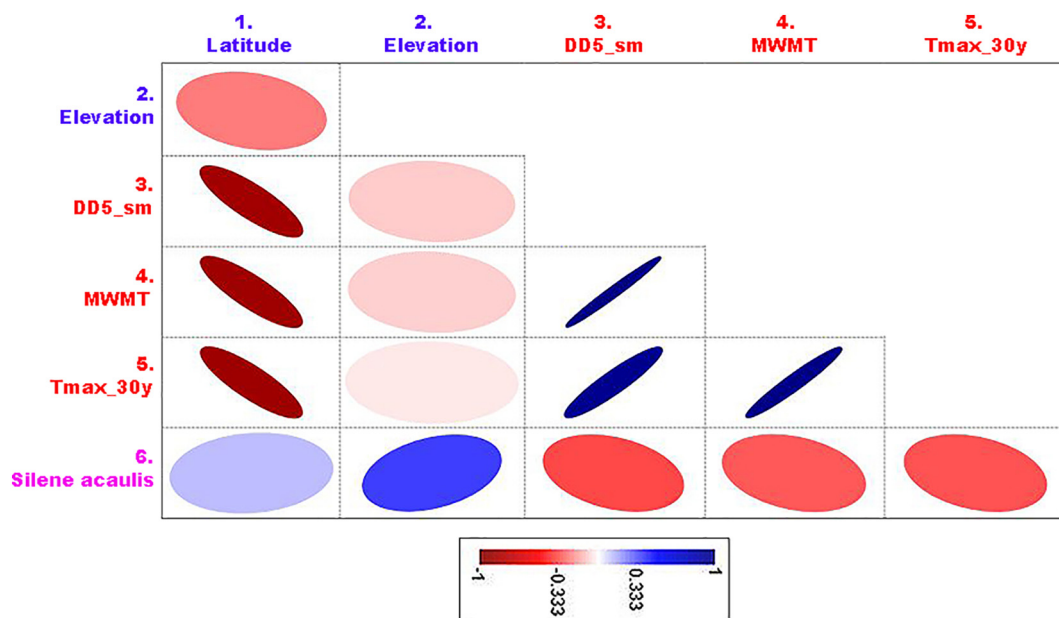 1.
Latitude
2.
Elevation
3.
DD5_sm
4.
MWMT
5.
Tmax_30y
2.
Elevation
3.
DD5_sm
4.
MWMT
5.
Tmax_30y
6.
Silene acaulis
-1
-0.333
0.333
1